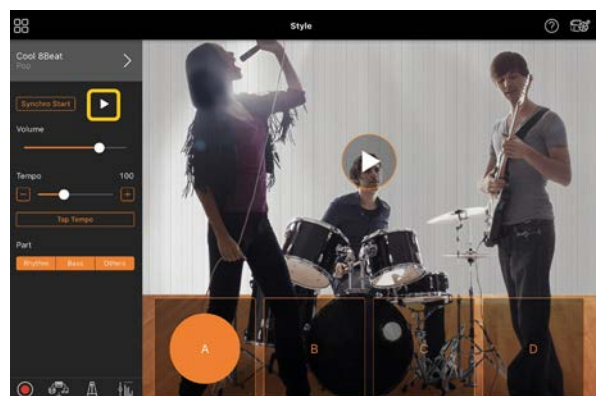 Style
Cool 8Beat
Pop
Synchro Start
Volume
Tempo 100
Tap Tempo
Part
Rhythm Bass Others
A B C D